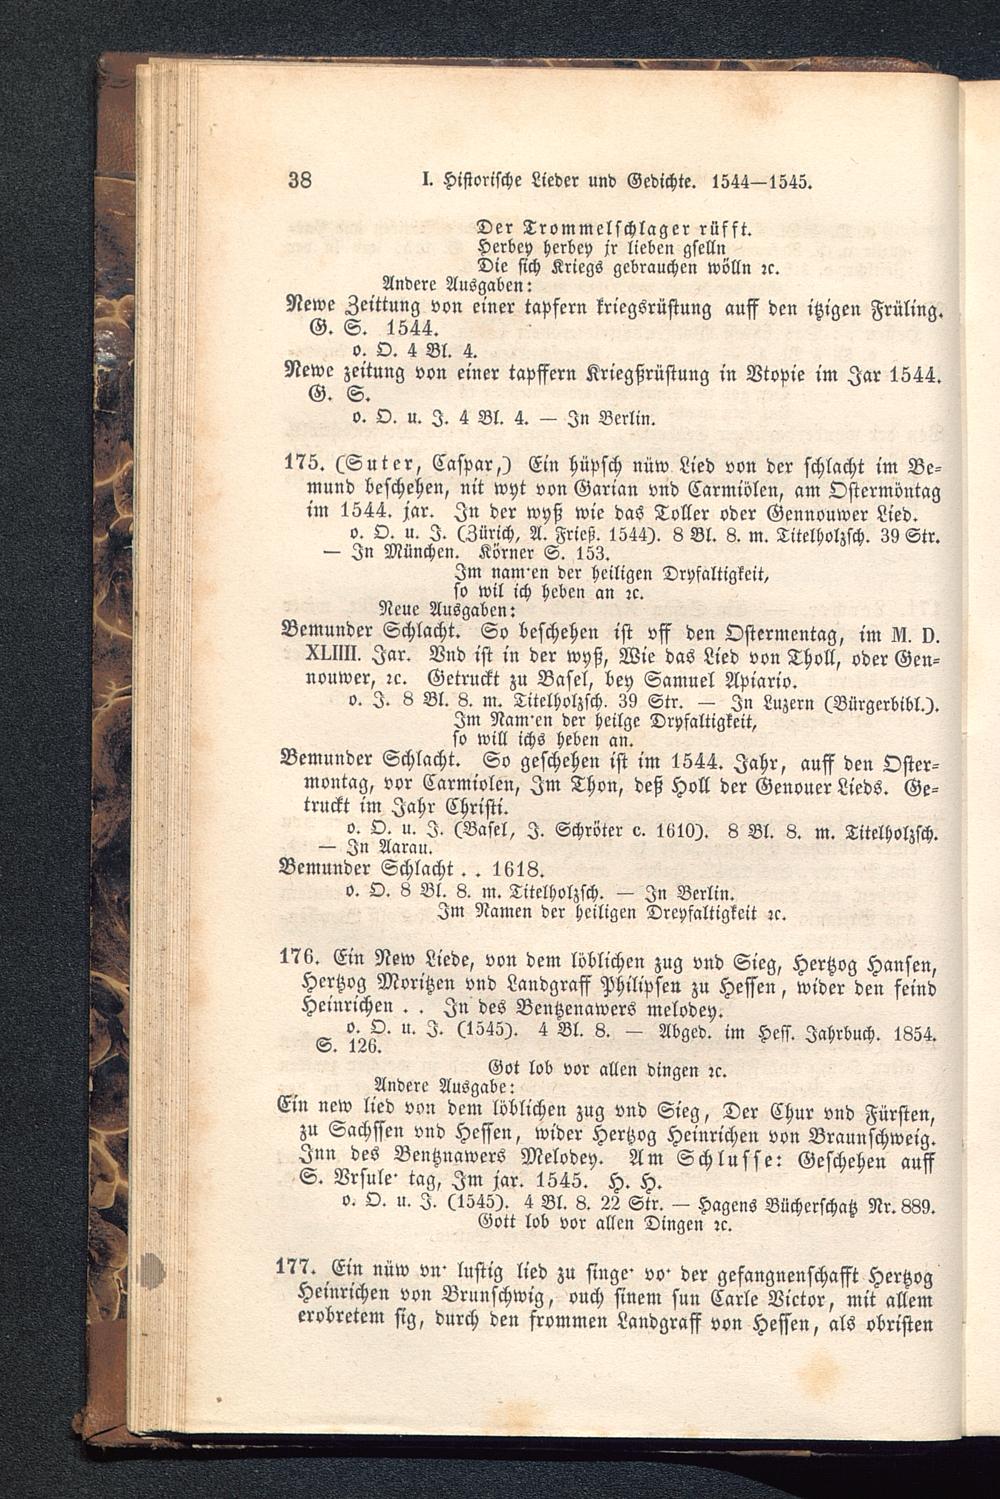 38 I. Historische Lieder und Gedichte. 1544—1545.
Der Trommelschlager rüfft.
Herbey herbey jr lieben gselln
Die sich Kriegs gebrauchen wölln ꝛc.
Andere Ausgaben:
Newe Zeittung von einer tapfern kriegsrüstung auff den itzigen Früling.
G. S. 1544.
o. O. 4 Bl. 4.
Newe zeitung von einer tapffern Kriegßrüstung in Vtopie im Jar 1544.
G. S.
o. O. u. J. 4 Bl. 4. — In Berlin.
175. (Suter, Caspar,) Ein hüpsch nüw Lied von der schlacht im Be-
mund beschehen, nit wyt von Garian vnd Carmiölen, am Ostermöntag
im 1544. jar. In der wyß wie das Toller oder Gennouwer Lied.
o. O. u. J. (Zürich, A. Frieß. 1544). 8 Bl. 8. m. Titelholzsch. 39 Str.
— In München. Körner S. 153.
Im nam·en der heiligen Dryfaltigkeit,
so wil ich heben an ꝛc.
Neue Ausgaben:
Bemunder Schlacht. So beschehen ist vff den Ostermentag, im M. D.
XLIIII. Jar. Vnd ist in der wyß, Wie das Lied von Tholl, oder Gen-
nouwer, ꝛc. Getruckt zu Basel, bey Samuel Apiario.
o. J. 8 Bl. 8. m. Titelholzsch. 39 Str. — In Luzern (Bürgerbibl.).
Im Nam·en der heilge Dryfaltigkeit,
so will ichs heben an.
Bemunder Schlacht. So geschehen ist im 1544. Jahr, auff den Oster-
montag, vor Carmiolen, Im Thon, deß Holl der Genouer Lieds. Ge-
truckt im Jahr Christi.
o. O. u. J. (Basel, J. Schröter c. 1610). 8 Bl. 8. m. Titelholzsch.
— In Aarau.
Bemunder Schlacht . . 1618.
o. O. 8 Bl. 8. m. Titelholzsch. — In Berlin.
Im Namen der heiligen Dreyfaltigkeit ꝛc.
176. Ein New Liede, von dem löblichen zug vnd Sieg, Hertzog Hansen,
Hertzog Moritzen vnd Landgraff Philipsen zu Hessen, wider den feind
Heinrichen . . In des Bentzenawers melodey.
o. O. u. J. (1545). 4 Bl. 8. — Abged. im Hess. Jahrbuch. 1854.
S. 126.
Got lob vor allen dingen ꝛc.
Andere Ausgabe:
Ein new lied von dem löblichen zug vnd Sieg, Der Chur vnd Fürsten,
zu Sachssen vnd Hessen, wider Hertzog Heinrichen von Braunschweig.
Inn des Bentznawers Melodey. Am Schlusse: Geschehen auff
S. Vrsule· tag, Im jar. 1545. H. H.
o. O. u. J. (1545). 4 Bl. 8. 22 Str. — Hagens Bücherschatz Nr. 889.
Gott lob vor allen Dingen ꝛc.
177. Ein nüw vn· lustig lied zu singe· vo· der gefangnenschafft Hertzog
Heinrichen von Brunschwig, ouch sinem sun Carle Victor, mit allem
erobretem sig, durch den frommen Landgraff von Hessen, als obristen